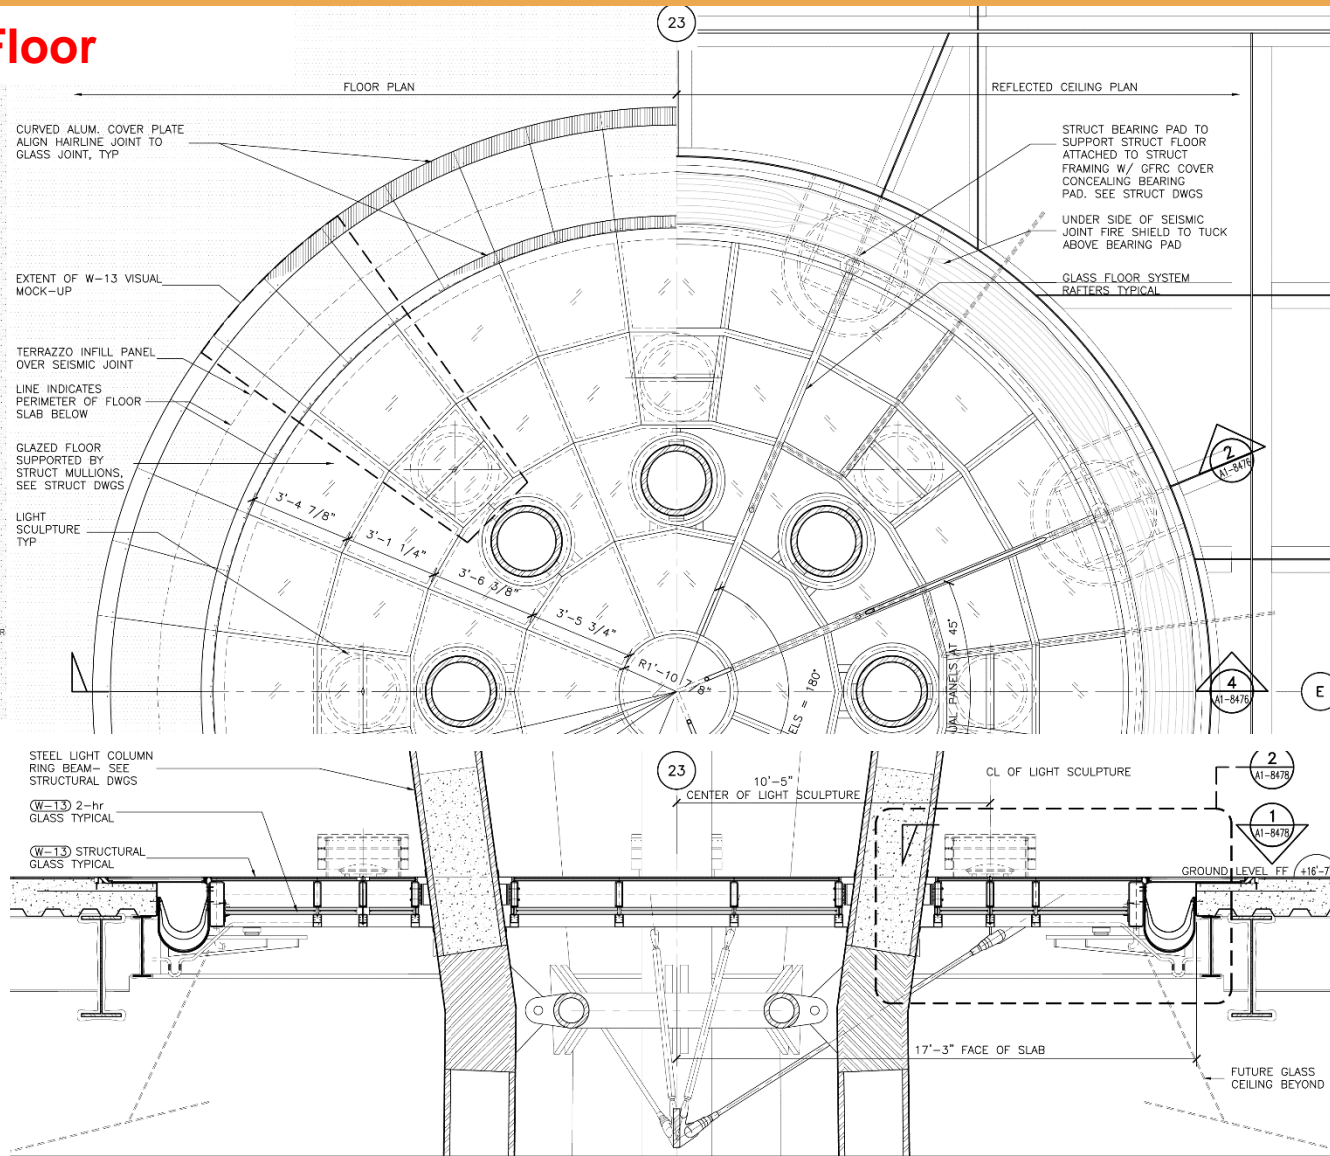 Floor
23
FLOOR PLAN
REFLECTED CEILING PLAN
CURVED ALUM. COVER PLATE
ALIGN HAIRLINE JOINT TO
GLASS JOINT, TYP
STRUCT BEARING PAD TO
SUPPORT STRUCT FLOOR
ATTACHED TO STRUCT
FRAMING W/ GFRC COVER
CONCEALING BEARING
PAD. SEE STRUCT DWGS
UNDER SIDE OF SEISMIC
JOINT FIRE SHIELD TO TUCK
ABOVE BEARING PAD
EXTENT OF W-13 VISUAL
MOCK-UP
GLASS FLOOR SYSTEM
RAFTERS TYPICAL
TERRAZZO INFILL PANEL
OVER SEISMIC JOINT
LINE INDICATES
PERIMETER OF FLOOR
SLAB BELOW
GLAZED FLOOR
SUPPORTED BY
STRUCT MULLIONS,
SEE STRUCT DWGS
2
A1-8476
LIGHT
SCULPTURE
TYP
3'-4 7/8"
3'-1 1/4"
3'-6 3/8"
3'-5 3/4"
R1'-10 7/8"
ELS = 180°
UAL PANELS AT 45°
R
4
A1-8476
E
STEEL LIGHT COLUMN
RING BEAM- SEE
STRUCTURAL DWGS
23
10'-5"
CENTER OF LIGHT SCULPTURE
CL OF LIGHT SCULPTURE
2
A1-8478
(W-13) 2-hr
GLASS TYPICAL
1
A1-8478
(W-13) STRUCTURAL
GLASS TYPICAL
GROUND LEVEL FF
+16'-7
17'-3" FACE OF SLAB
FUTURE GLASS
CEILING BEYOND